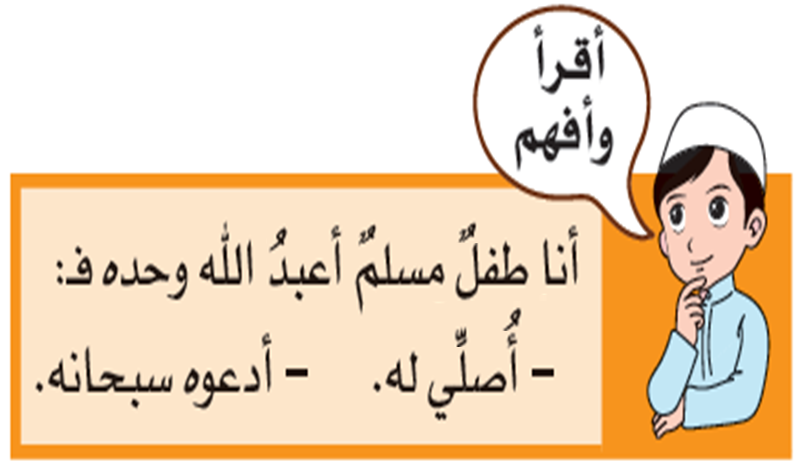 أقرأ
وأفهم
أنا طفلٌ مسلمٌ أعبدُ الله وحده فـ:
- أُصلِّي له. - أدعوه سبحانه.